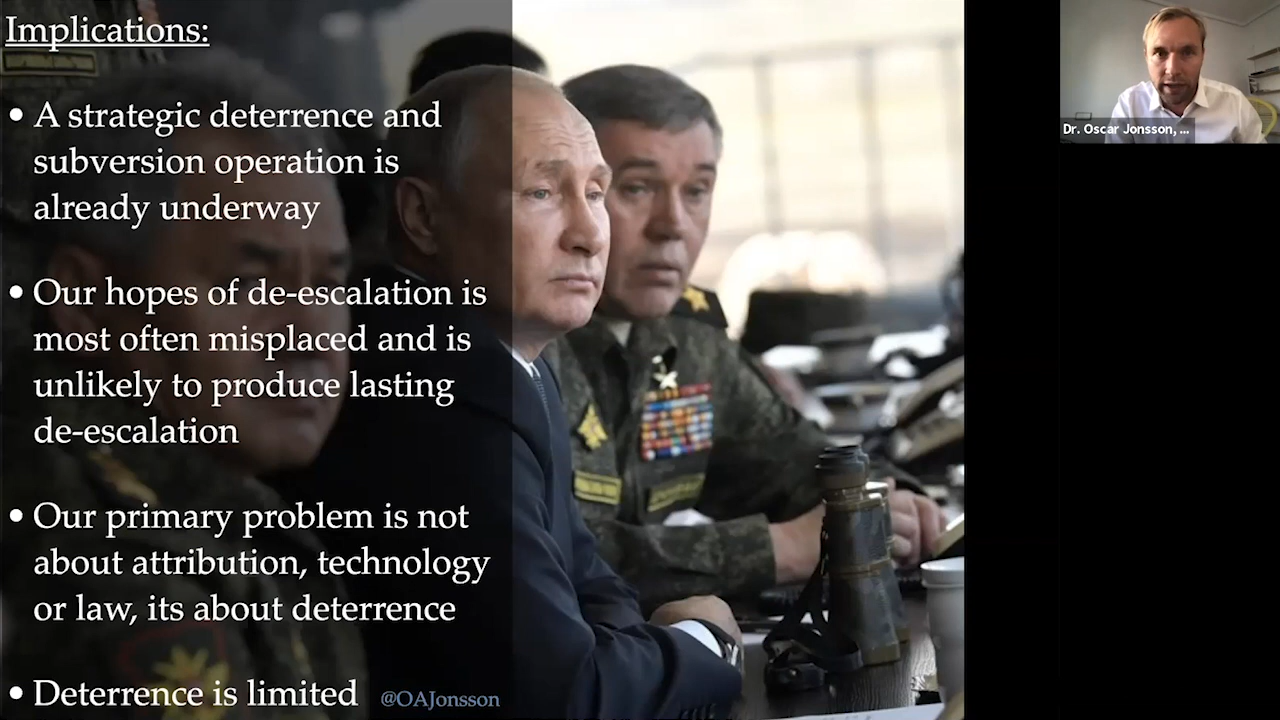 Implications:
• A strategic deterrence and
subversion operation is
already underway
• Our hopes of de-escalation is
most often misplaced and is
unlikely to produce lasting
de-escalation
• Our primary problem is not
about attribution, technology
or law, its about deterrence
• Deterrence is limited
@OAJonsson
Dr. Oscar Jonsson, ...